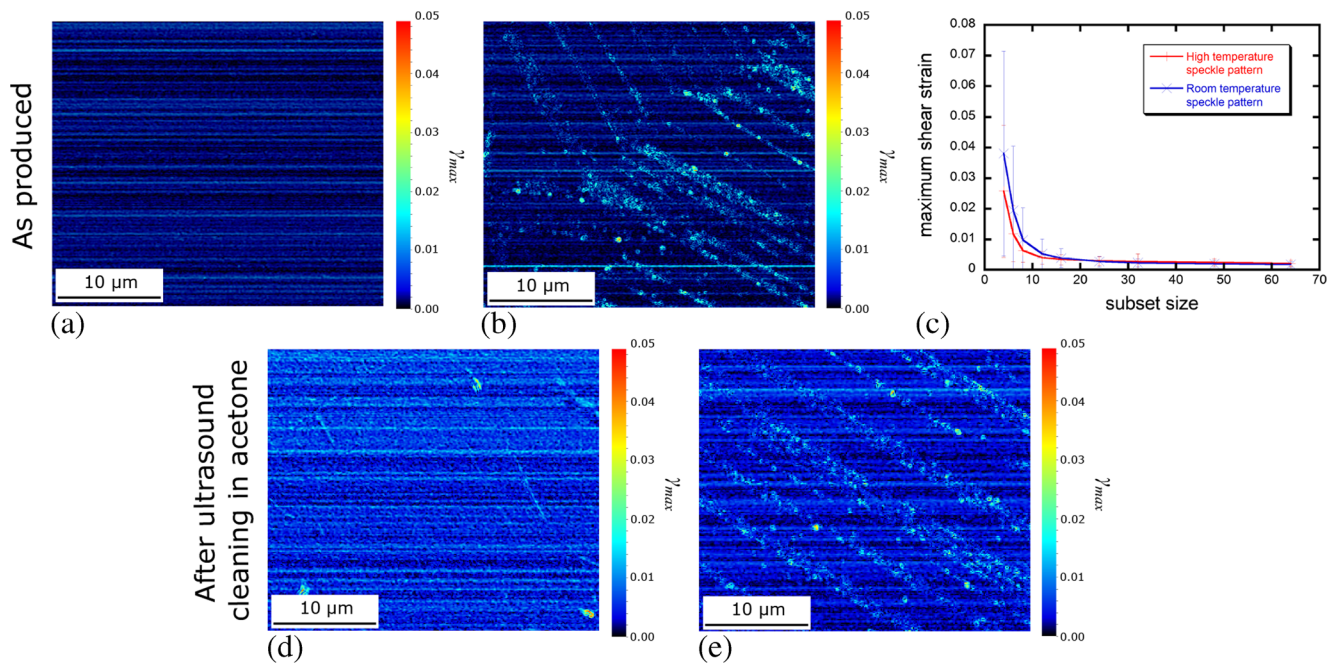 As produced
0.05
0.04
0.03
0.02
0.01
0.00
γmax
10 μm
(a)
0.05
0.04
0.03
0.02
0.01
0.00
γmax
10 μm
(b)
0.08
0.07
0.06
0.05
0.04
0.03
0.02
0.01
0
maximum shear strain
High temperature
speckle pattern
Room temperature
speckle pattern
0 10 20 30 40 50 60 70
subset size
(c)
After ultrasound
cleaning in acetone
0.05
0.04
0.03
0.02
0.01
0.00
γmax
10 μm
(d)
0.05
0.04
0.03
0.02
0.01
0.00
γmax
10 μm
(e)